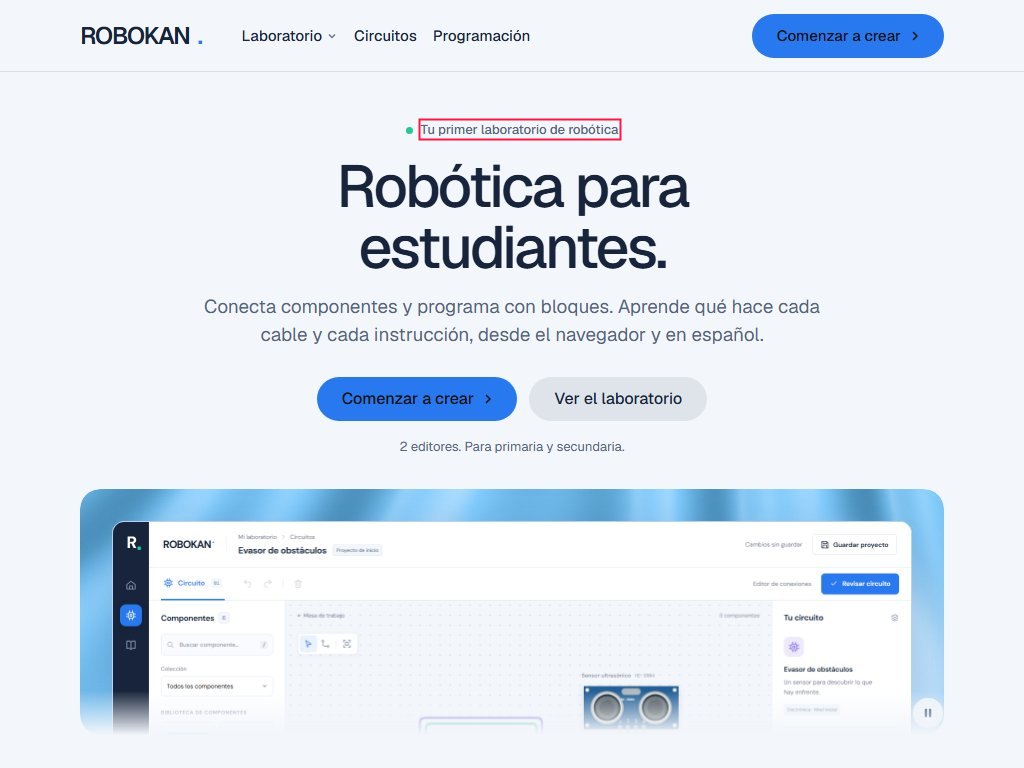 ROBOKAN .
Laboratorio
Circuitos
Programación
Comenzar a crear
Tu primer laboratorio de robótica
Robótica para
estudiantes.
Conecta componentes y programa con bloques. Aprende qué hace cada
cable y cada instrucción, desde el navegador y en español.
Comenzar a crear
Ver el laboratorio
2 editores. Para primaria y secundaria.
R.
ROBOKAN
Mi laboratorio > Circuitos
Evasor de obstáculos
Proyecto de inicio
Cambios sin guardar
Guardar proyecto
Circuito
Editor de conexiones
Revisar circuito
Componentes
Buscar componente...
/
Colección
Todos los componentes
BIBLIOTECA DE COMPONENTES
Mesa de trabajo
3 componentes
Sensor ultrasónico
Tu circuito
Evasor de obstáculos
Un sensor para descubrir lo que
hay enfrente.